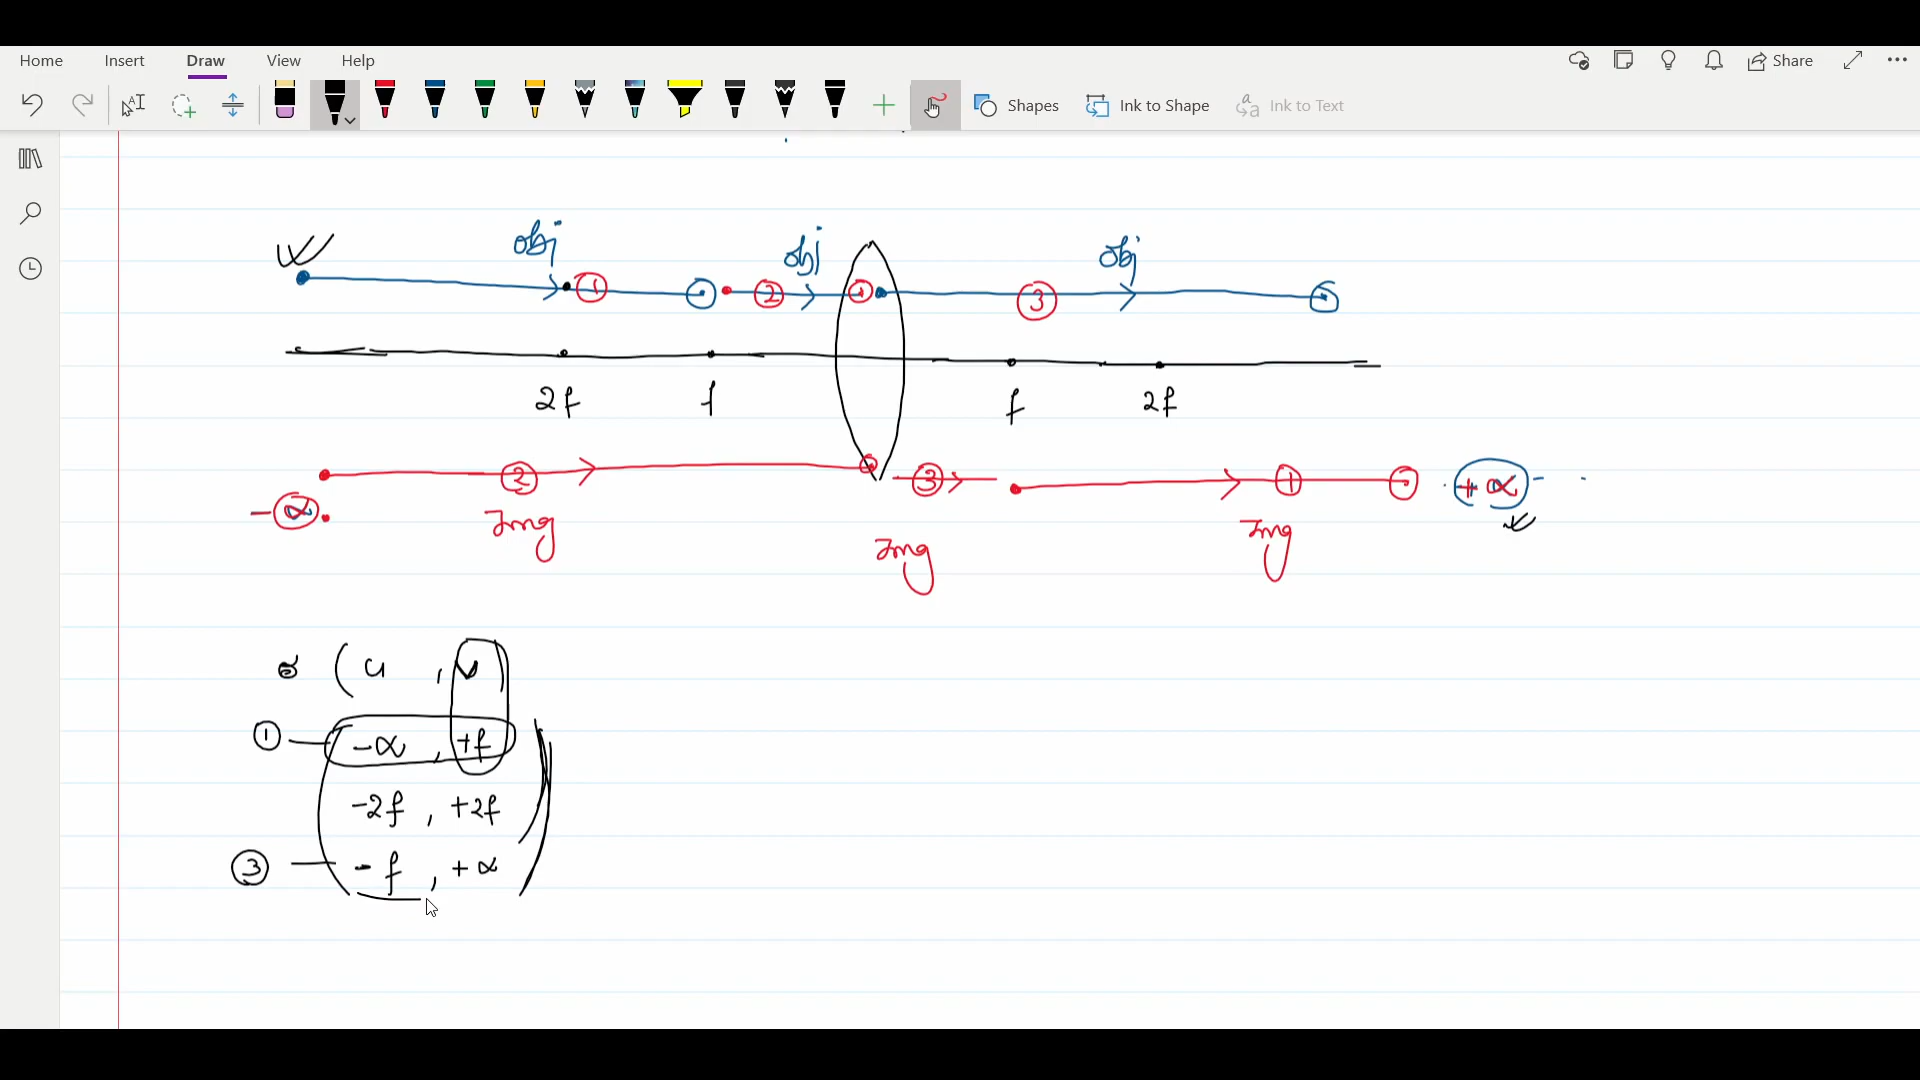 Home Insert Draw View Help Share
Shapes Ink to Shape Ink to Text
obj obj obj
① ② ① ③
2f f f 2f
② ③ ① + ∝
- ∝
Img Img Img
(u , v)
① -∝ , +f
-2f , +2f
③ - f , +∝